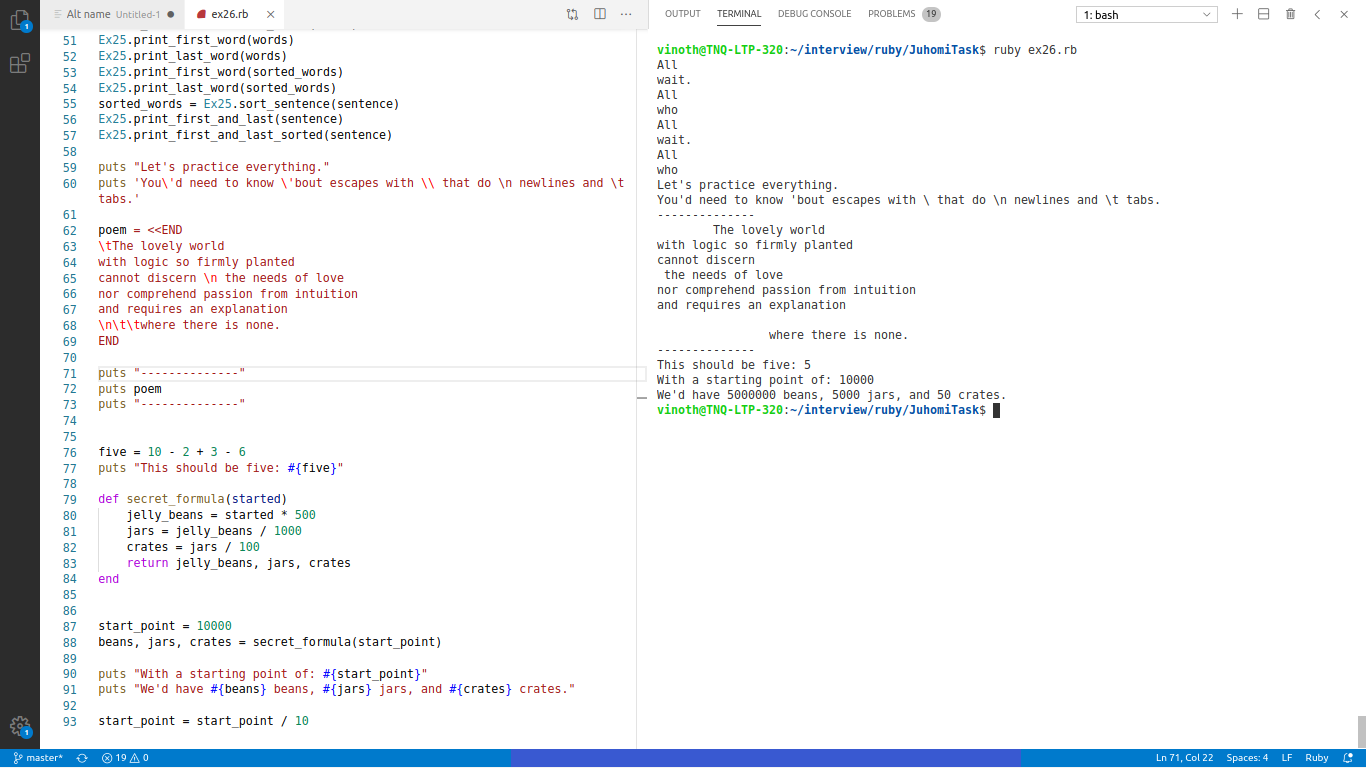 Alt name Untitled-1 ● ex26.rb ×
51 Ex25.print_first_word(words)
52 Ex25.print_last_word(words)
53 Ex25.print_first_word(sorted_words)
54 Ex25.print_last_word(sorted_words)
55 sorted_words = Ex25.sort_sentence(sentence)
56 Ex25.print_first_and_last(sentence)
57 Ex25.print_first_and_last_sorted(sentence)
58
59 puts "Let's practice everything."
60 puts 'You\'d need to know \'bout escapes with \\ that do \n newlines and \t
tabs.'
61
62 poem = <<END
63 \tThe lovely world
64 with logic so firmly planted
65 cannot discern \n the needs of love
66 nor comprehend passion from intuition
67 and requires an explanation
68 \n\t\twhere there is none.
69 END
70
71 puts "--------------"
72 puts poem
73 puts "--------------"
74
75
76 five = 10 - 2 + 3 - 6
77 puts "This should be five: #{five}"
78
79 def secret_formula(started)
80 jelly_beans = started * 500
81 jars = jelly_beans / 1000
82 crates = jars / 100
83 return jelly_beans, jars, crates
84 end
85
86
87 start_point = 10000
88 beans, jars, crates = secret_formula(start_point)
89
90 puts "With a starting point of: #{start_point}"
91 puts "We'd have #{beans} beans, #{jars} jars, and #{crates} crates."
92
93 start_point = start_point / 10
OUTPUT TERMINAL DEBUG CONSOLE PROBLEMS 19 1: bash
vinoth@TNQ-LTP-320:~/interview/ruby/JuhomiTask$ ruby ex26.rb
All
wait.
All
who
All
wait.
All
who
Let's practice everything.
You'd need to know 'bout escapes with \ that do \n newlines and \t tabs.
--------------
The lovely world
with logic so firmly planted
cannot discern
the needs of love
nor comprehend passion from intuition
and requires an explanation
where there is none.
--------------
This should be five: 5
With a starting point of: 10000
We'd have 5000000 beans, 5000 jars, and 50 crates.
vinoth@TNQ-LTP-320:~/interview/ruby/JuhomiTask$
1
1
master* 19 0 Ln 71, Col 22 Spaces: 4 LF Ruby